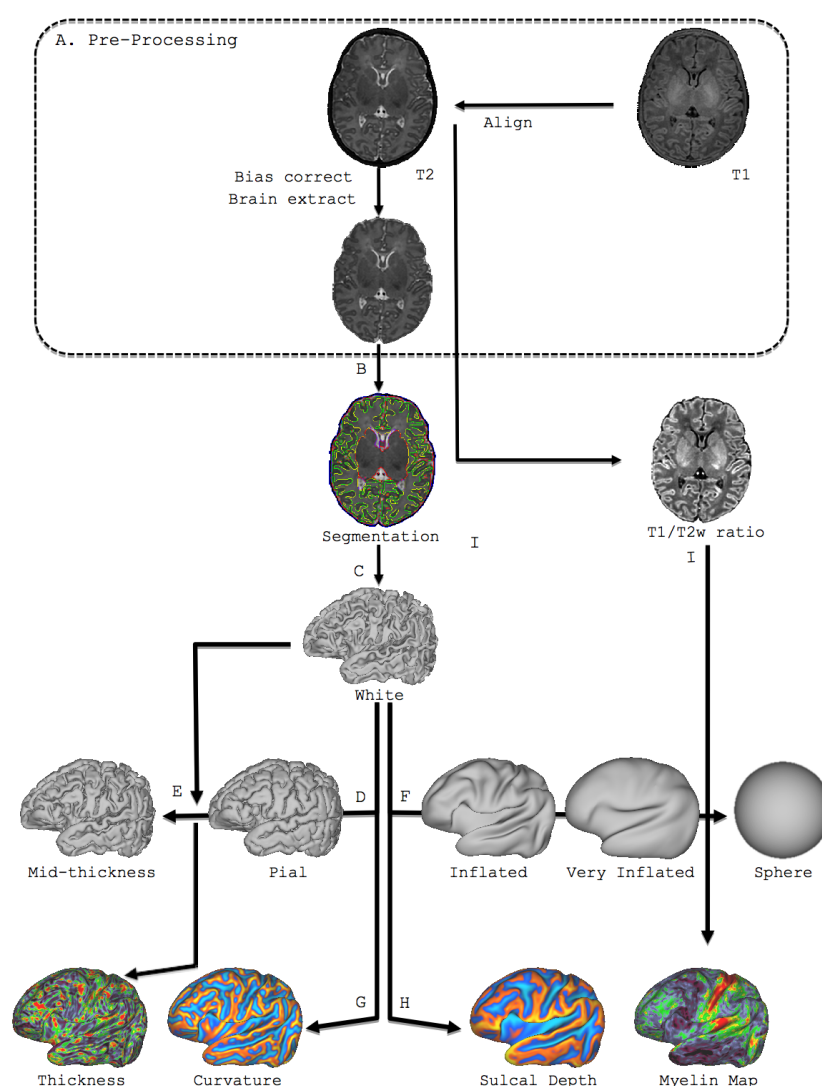 A. Pre-Processing
Align
Bias correct
Brain extract
T2
T1
B
Segmentation
I
T1/T2w ratio
C
I
White
E
D
F
Mid-thickness
Pial
Inflated
Very Inflated
Sphere
G
H
Thickness
Curvature
Sulcal Depth
Myelin Map